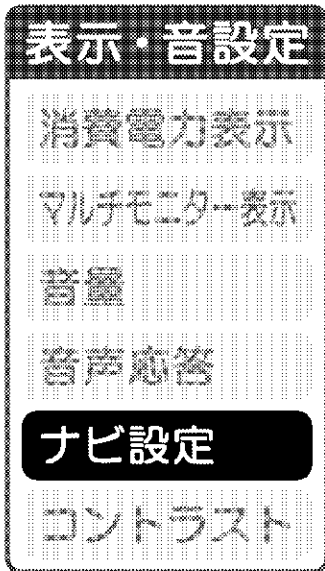 表示・音設定
消費電力表示
マルチモニター表示
音量
音声応答
ナビ設定
コントラスト